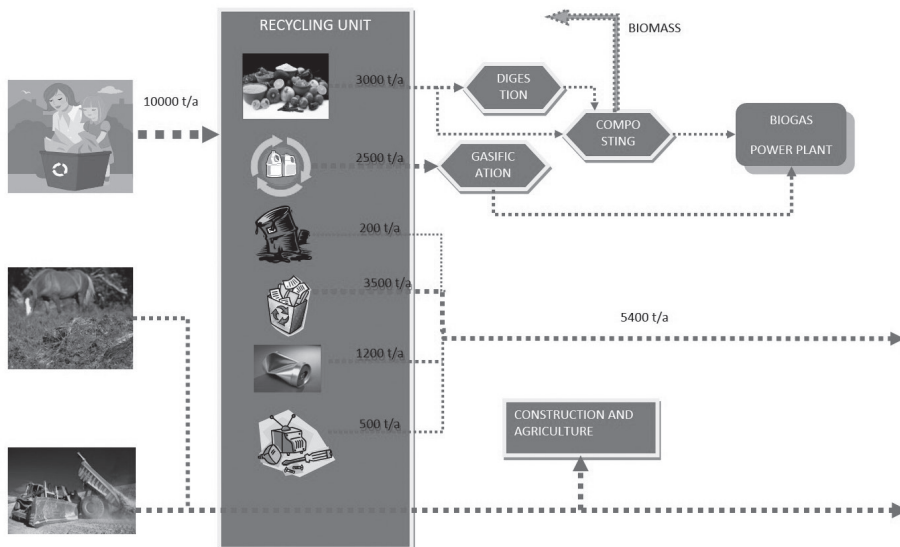 RECYCLING UNIT
BIOMASS
10000 t/a
3000 t/a
DIGES
TION
COMPO
STING
BIOGAS
POWER PLANT
2500 t/a
GASIFIC
ATION
200 t/a
3500 t/a
5400 t/a
1200 t/a
500 t/a
CONSTRUCTION AND
AGRICULTURE